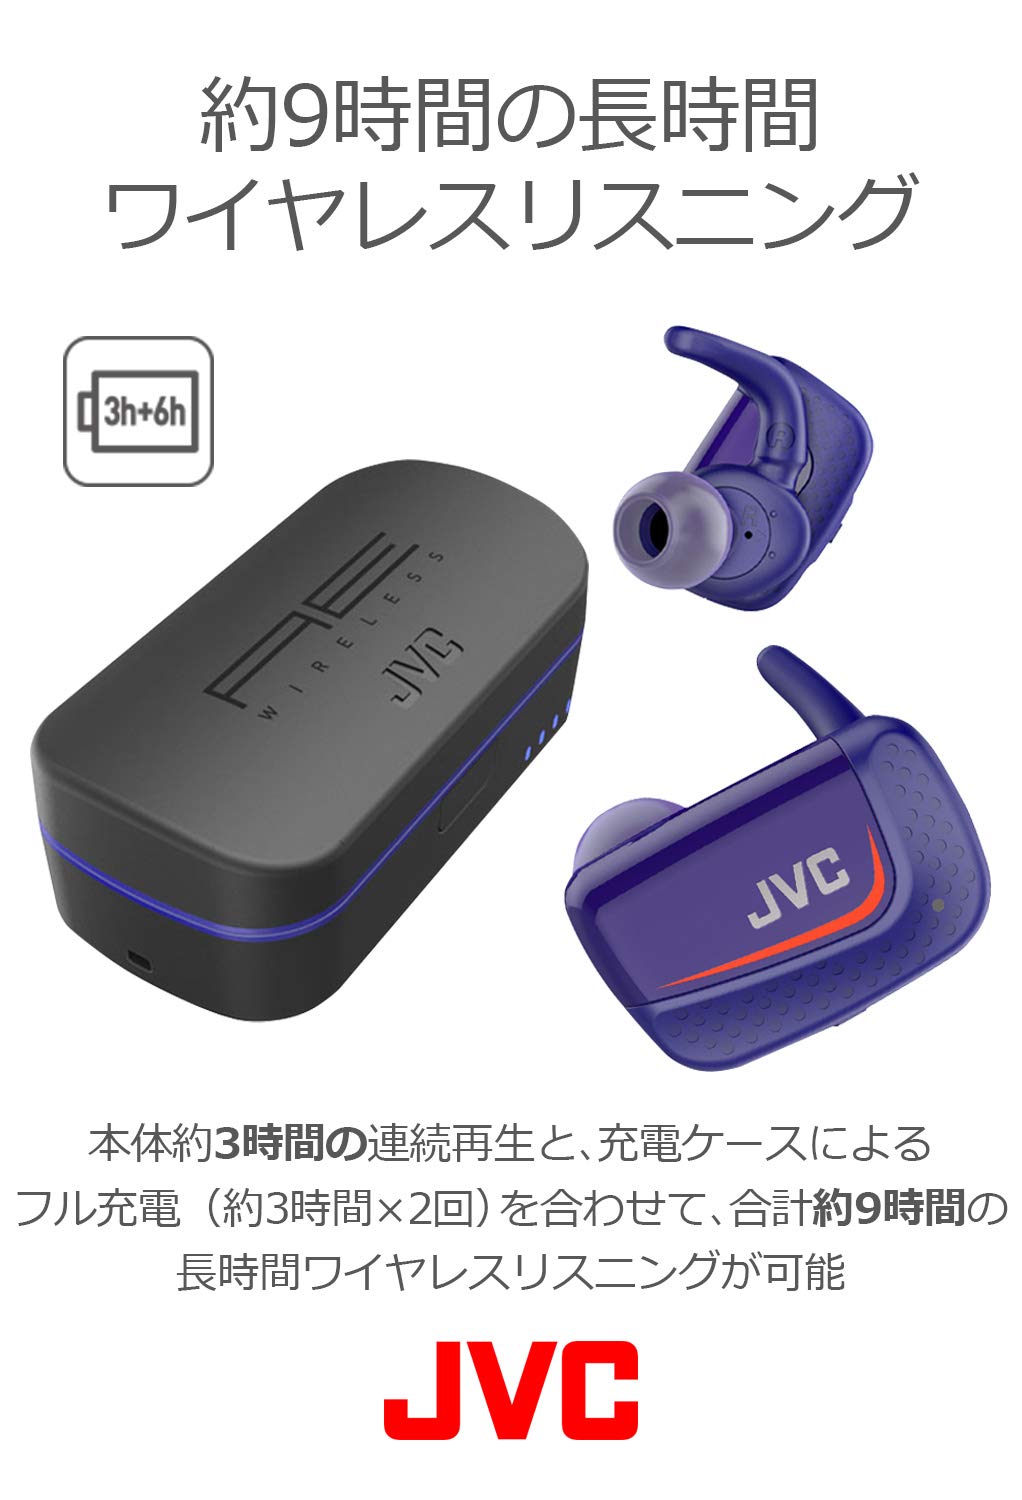 約9時間の長時間
ワイヤレスリスニング
3h+6h
AE
WIRELESS
JVC
R
JVC
本体約3時間の連続再生と、充電ケースによる
フル充電（約3時間×2回）を合わせて、合計約9時間の
長時間ワイヤレスリスニングが可能
JVC